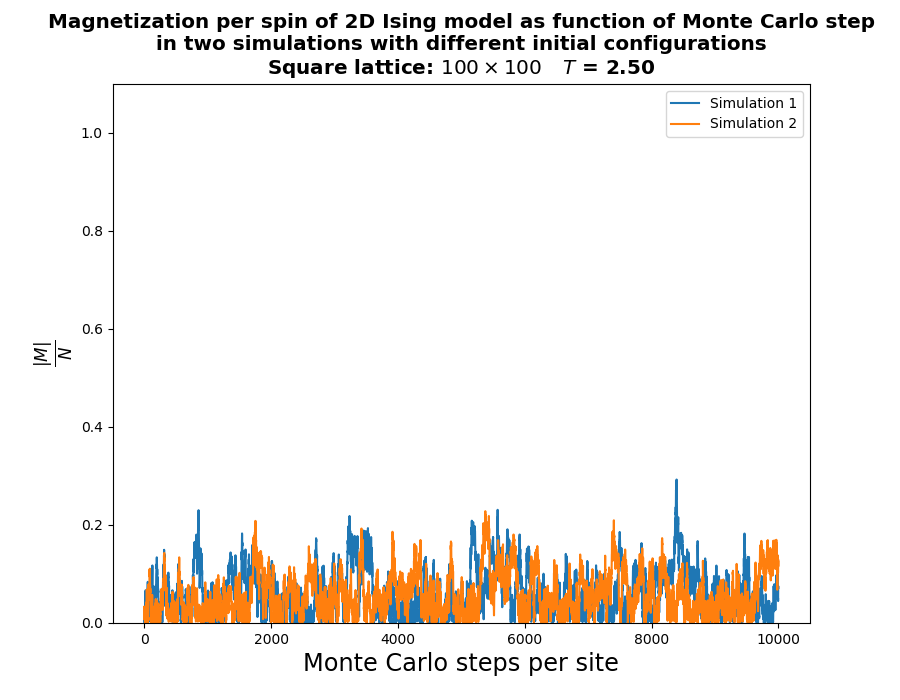 Magnetization per spin of 2D Ising model as function of Monte Carlo step
in two simulations with different initial configurations
Square lattice: 100 × 100 T = 2.50
Simulation 1
Simulation 2
1.0
0.8
0.6
0.4
0.2
0.0
|M|
N
0 2000 4000 6000 8000 10000
Monte Carlo steps per site